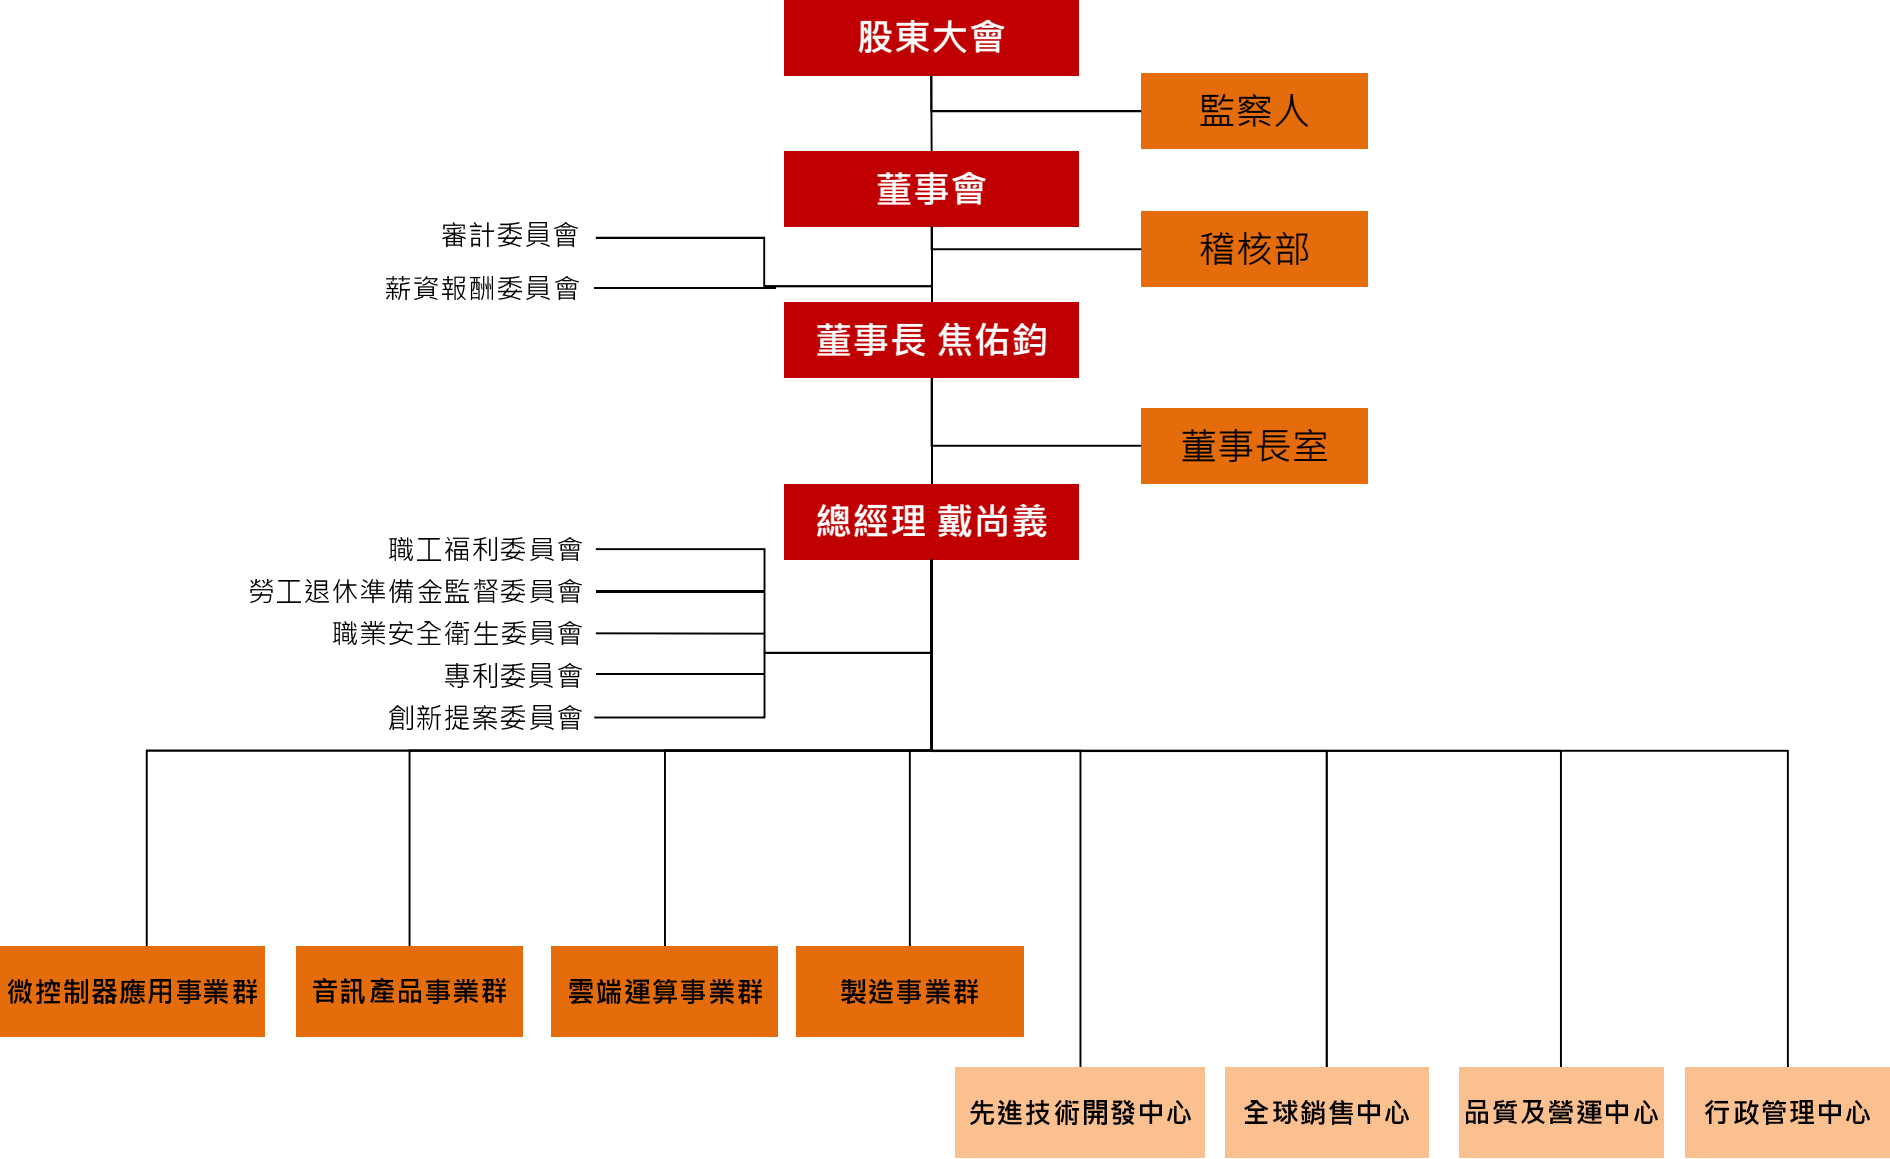 股東大會
監察人
董事會
審計委員會
稽核部
薪資報酬委員會
董事長 焦佑鈞
董事長室
總經理 戴尚義
職工福利委員會
勞工退休準備金監督委員會
職業安全衛生委員會
專利委員會
創新提案委員會
微控制器應用事業群
音訊產品事業群
雲端運算事業群
製造事業群
先進技術開發中心
全球銷售中心
品質及營運中心
行政管理中心